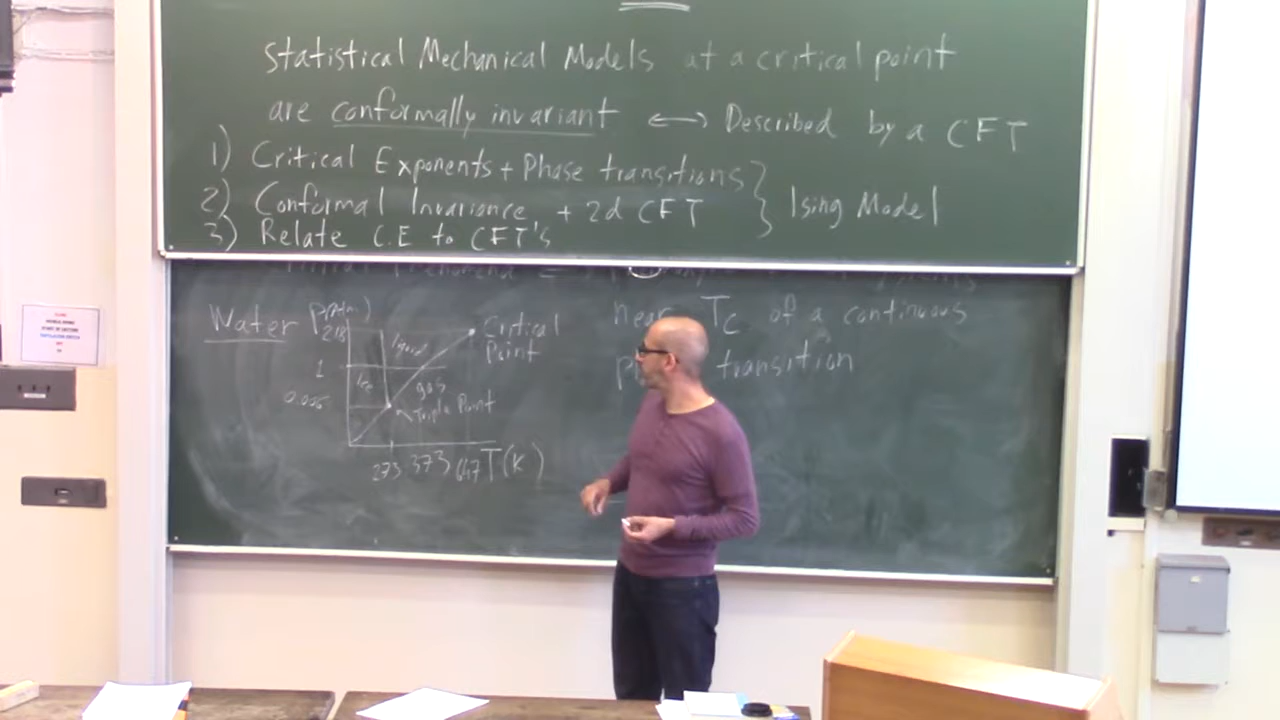 Statistical Mechanical Models at a critical point
are conformally invariant ⟷ Described by a CFT
1) Critical Exponents + Phase transitions
2) Conformal Invariance + 2d CFT } Ising Model
3) Relate C.E to CFT's
Phenomena =
near Tc of a continuous
transition
Water
218
Critical
Point
liquid
1
Ice
gas
0.006
Triple Point
273 373 647 T(K)